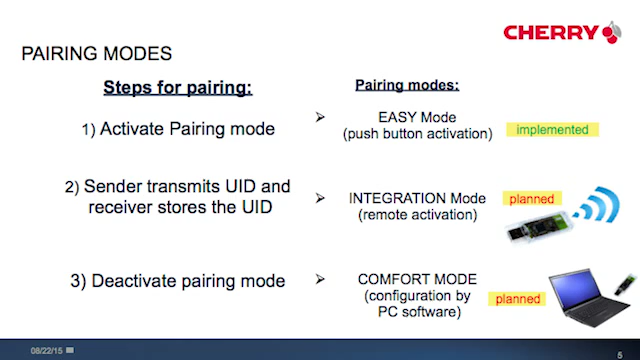 CHERRY
PAIRING MODES
Steps for pairing:
Pairing modes:
1) Activate Pairing mode
EASY Mode
(push button activation)
implemented
2) Sender transmits UID and
receiver stores the UID
INTEGRATION Mode
(remote activation)
planned
3) Deactivate pairing mode
COMFORT MODE
(configuration by
PC software)
planned
08/22/15
5